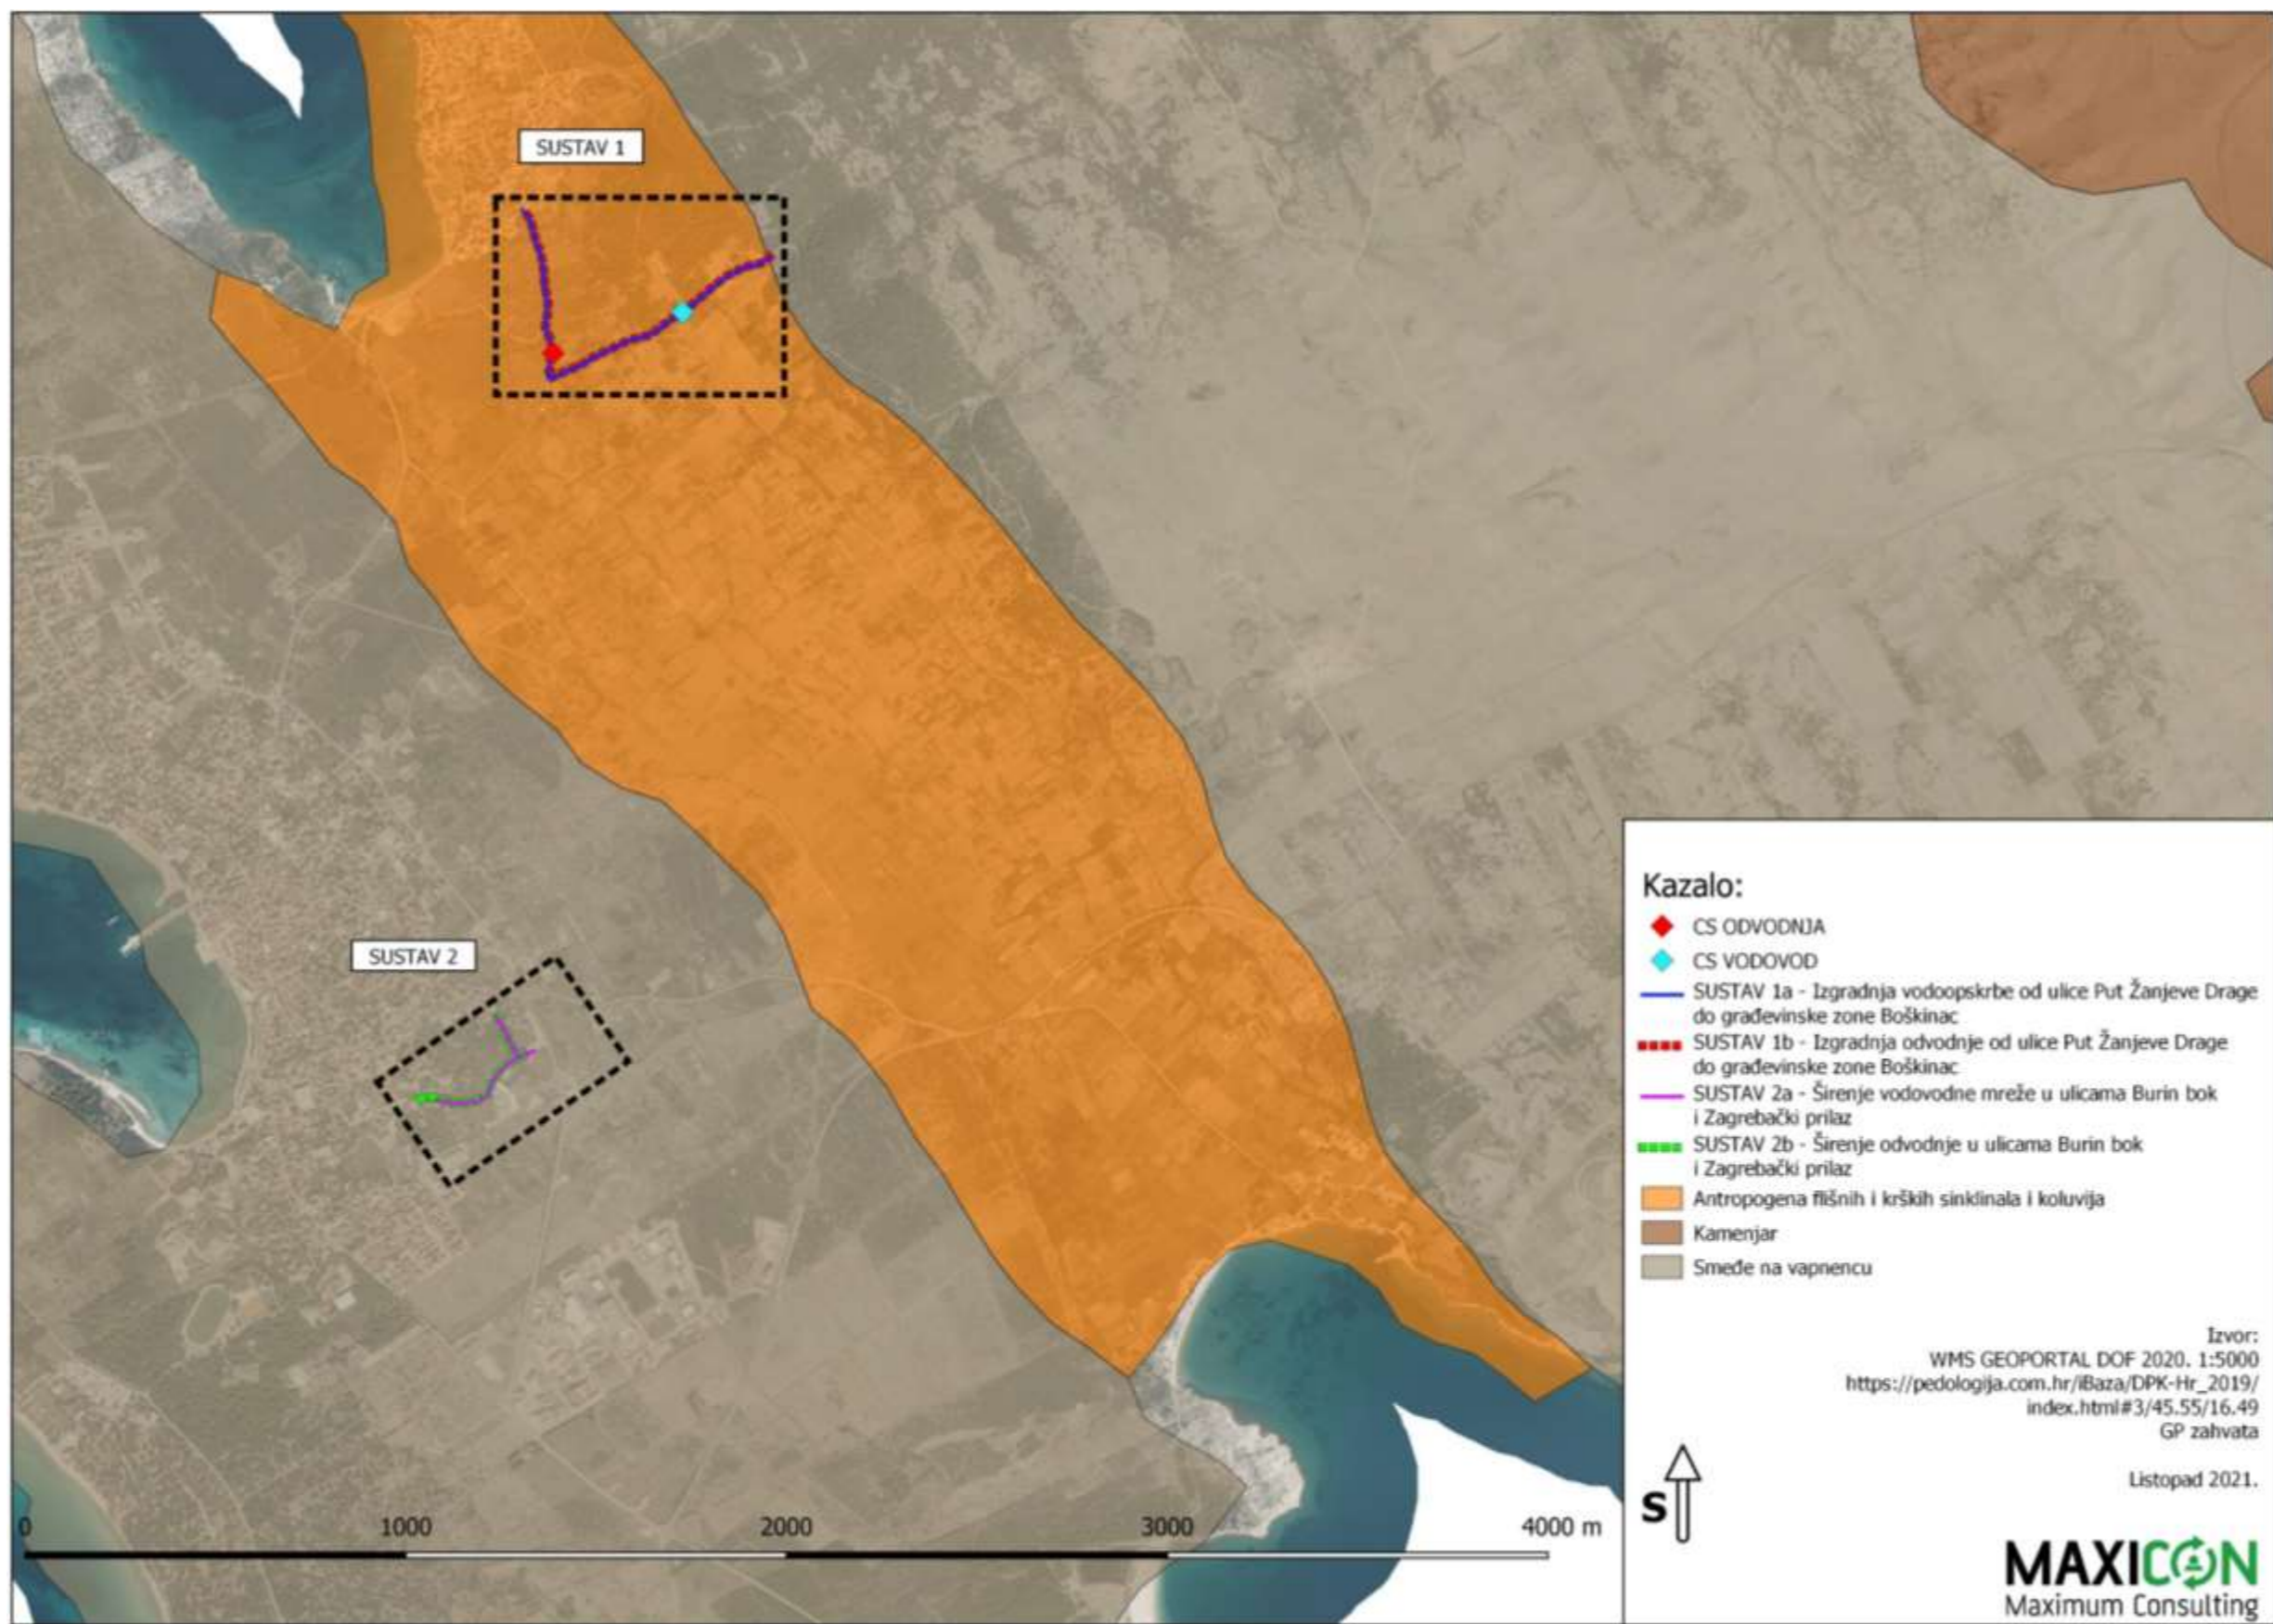 SUSTAV 1
SUSTAV 2
Kazalo:
CS ODVODNJA
CS VODOVOD
SUSTAV 1a - Izgradnja vodoopskrbe od ulice Put Žanjeve Drage
do građevinske zone Boškinac
SUSTAV 1b - Izgradnja odvodnje od ulice Put Žanjeve Drage
do građevinske zone Boškinac
SUSTAV 2a - Širenje vodovodne mreže u ulicama Burin bok
i Zagrebački prilaz
SUSTAV 2b - Širenje odvodnje u ulicama Burin bok
i Zagrebački prilaz
Antropogena flišnih i krških sinklinala i koluvija
Kamenjar
Smeđe na vapnencu
Izvor:
WMS GEOPORTAL DOF 2020. 1:5000
https://pedologija.com.hr/iBaza/DPK-Hr_2019/
index.html#3/45.55/16.49
GP zahvata
Listopad 2021.
S
0 1000 2000 3000 4000 m
MAXICON
Maximum Consulting